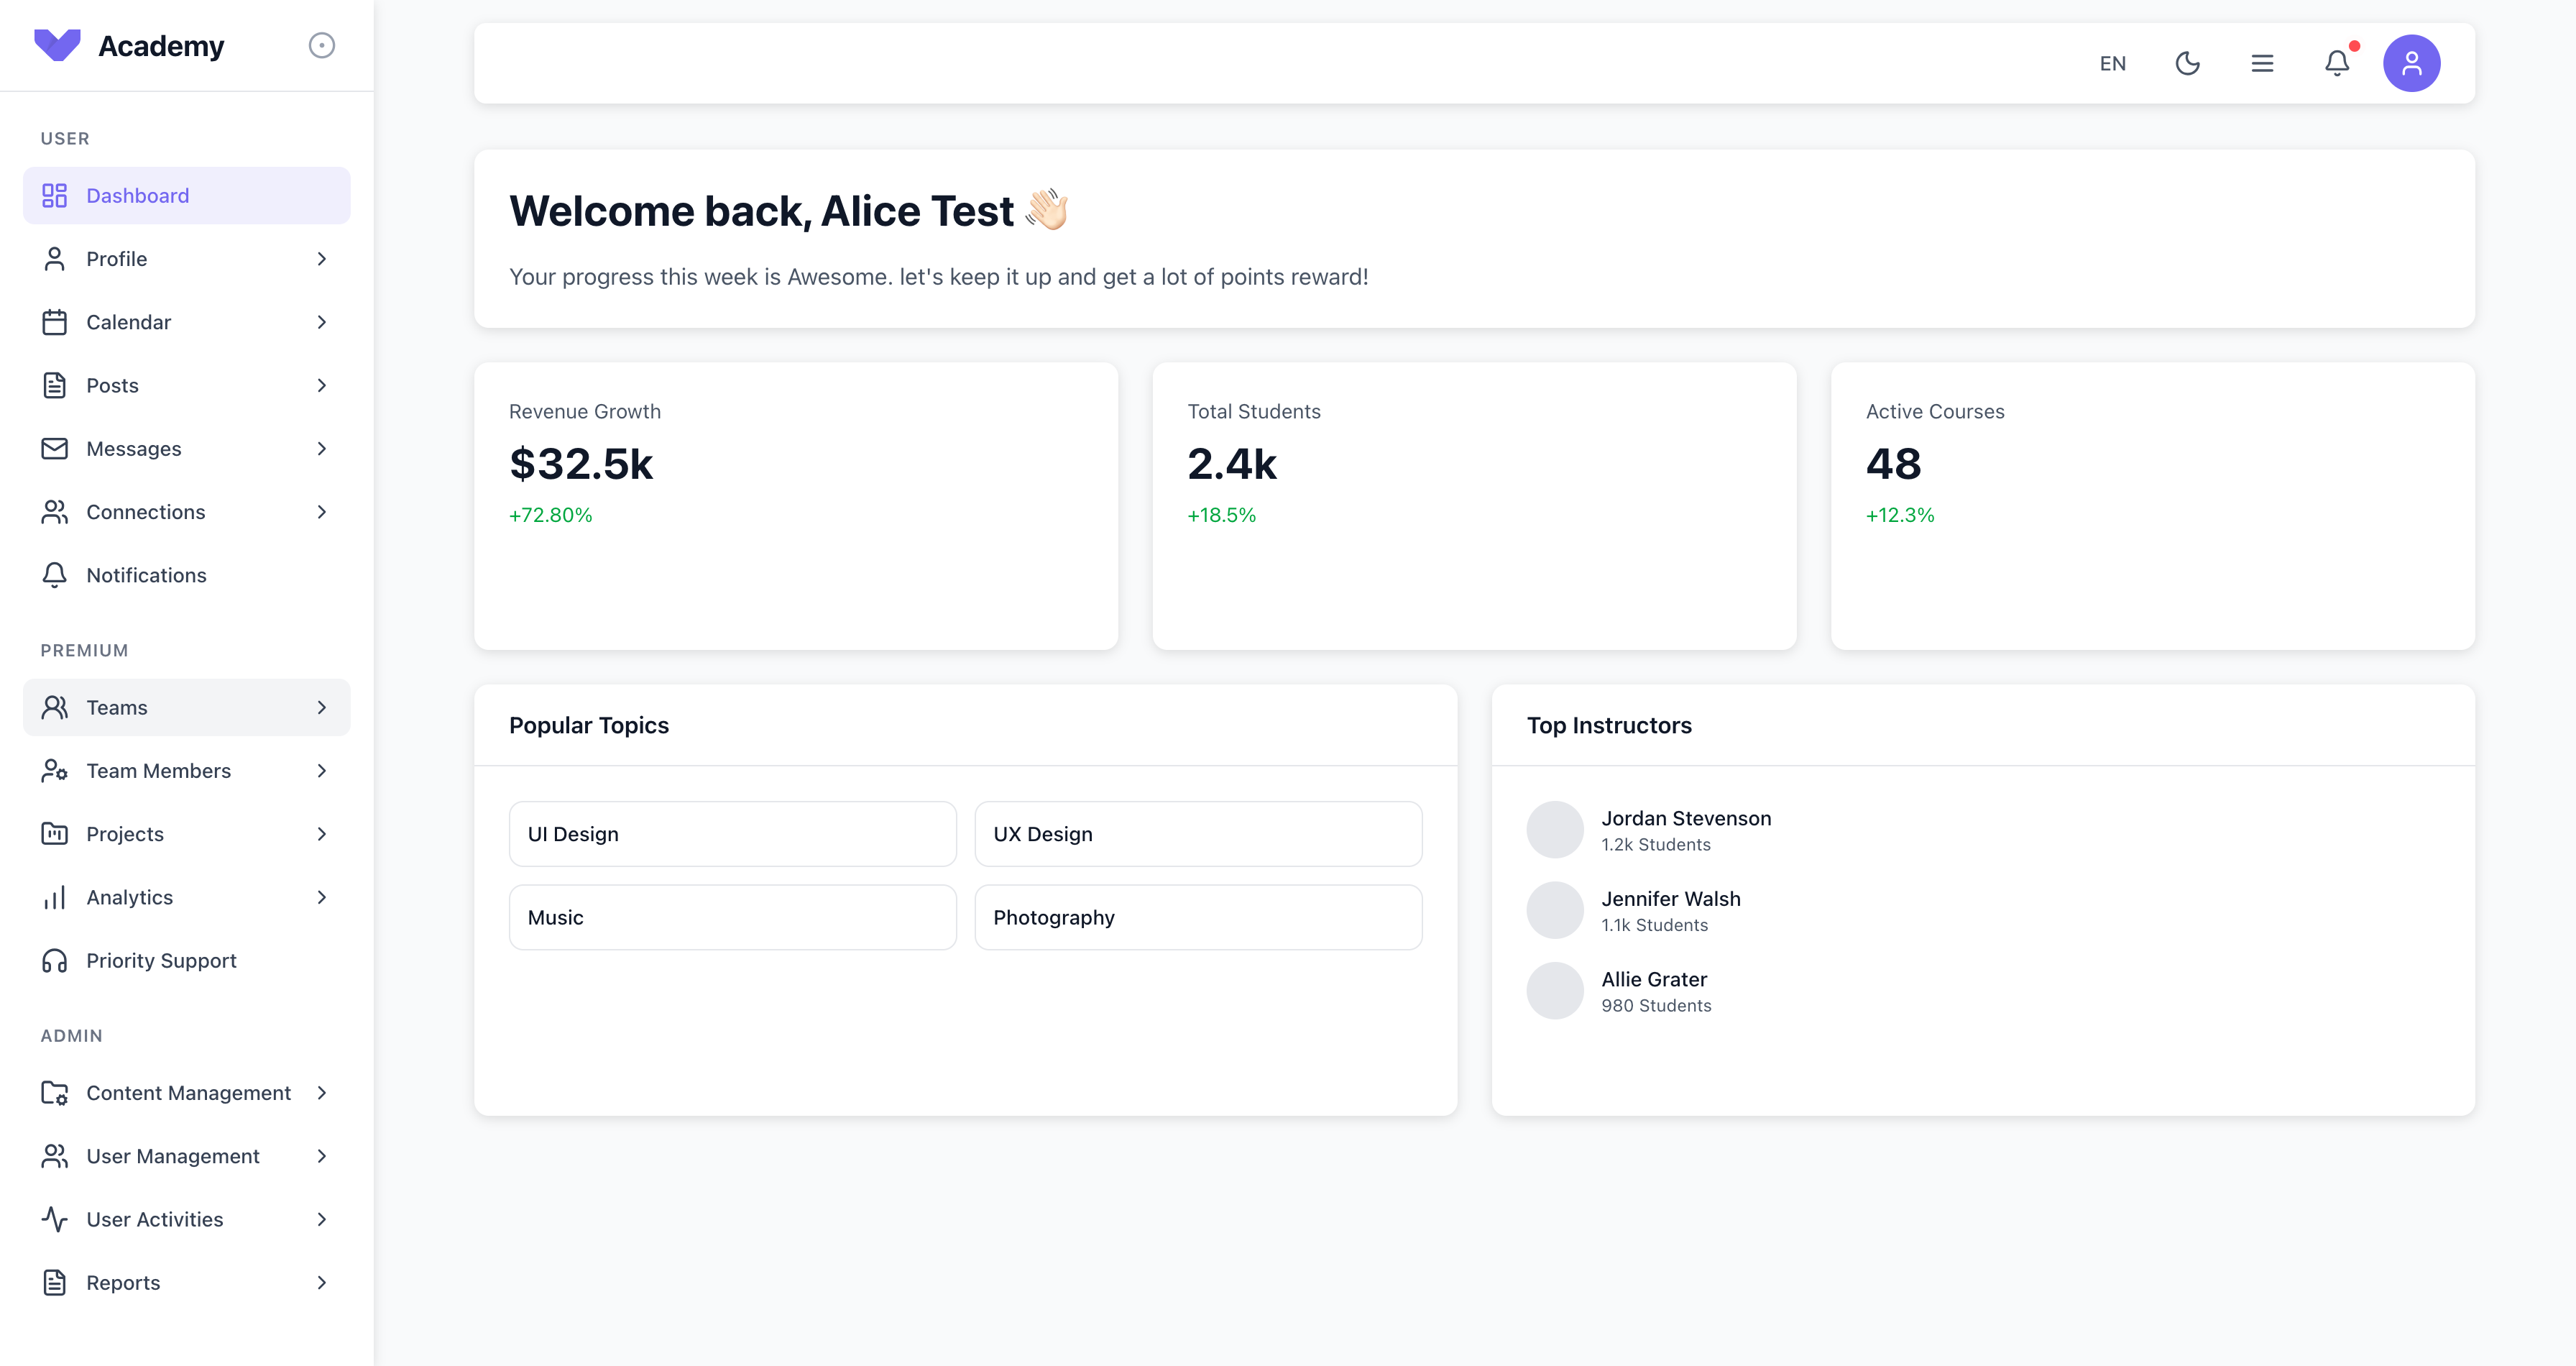 Academy
USER
Dashboard
Profile
Calendar
Posts
Messages
Connections
Notifications
PREMIUM
Teams
Team Members
Projects
Analytics
Priority Support
ADMIN
Content Management
User Management
User Activities
Reports
EN
Welcome back, Alice Test 👋🏻
Your progress this week is Awesome. let's keep it up and get a lot of points reward!
Revenue Growth
$32.5k
+72.80%
Total Students
2.4k
+18.5%
Active Courses
48
+12.3%
Popular Topics
UI Design
UX Design
Music
Photography
Top Instructors
Jordan Stevenson
1.2k Students
Jennifer Walsh
1.1k Students
Allie Grater
980 Students